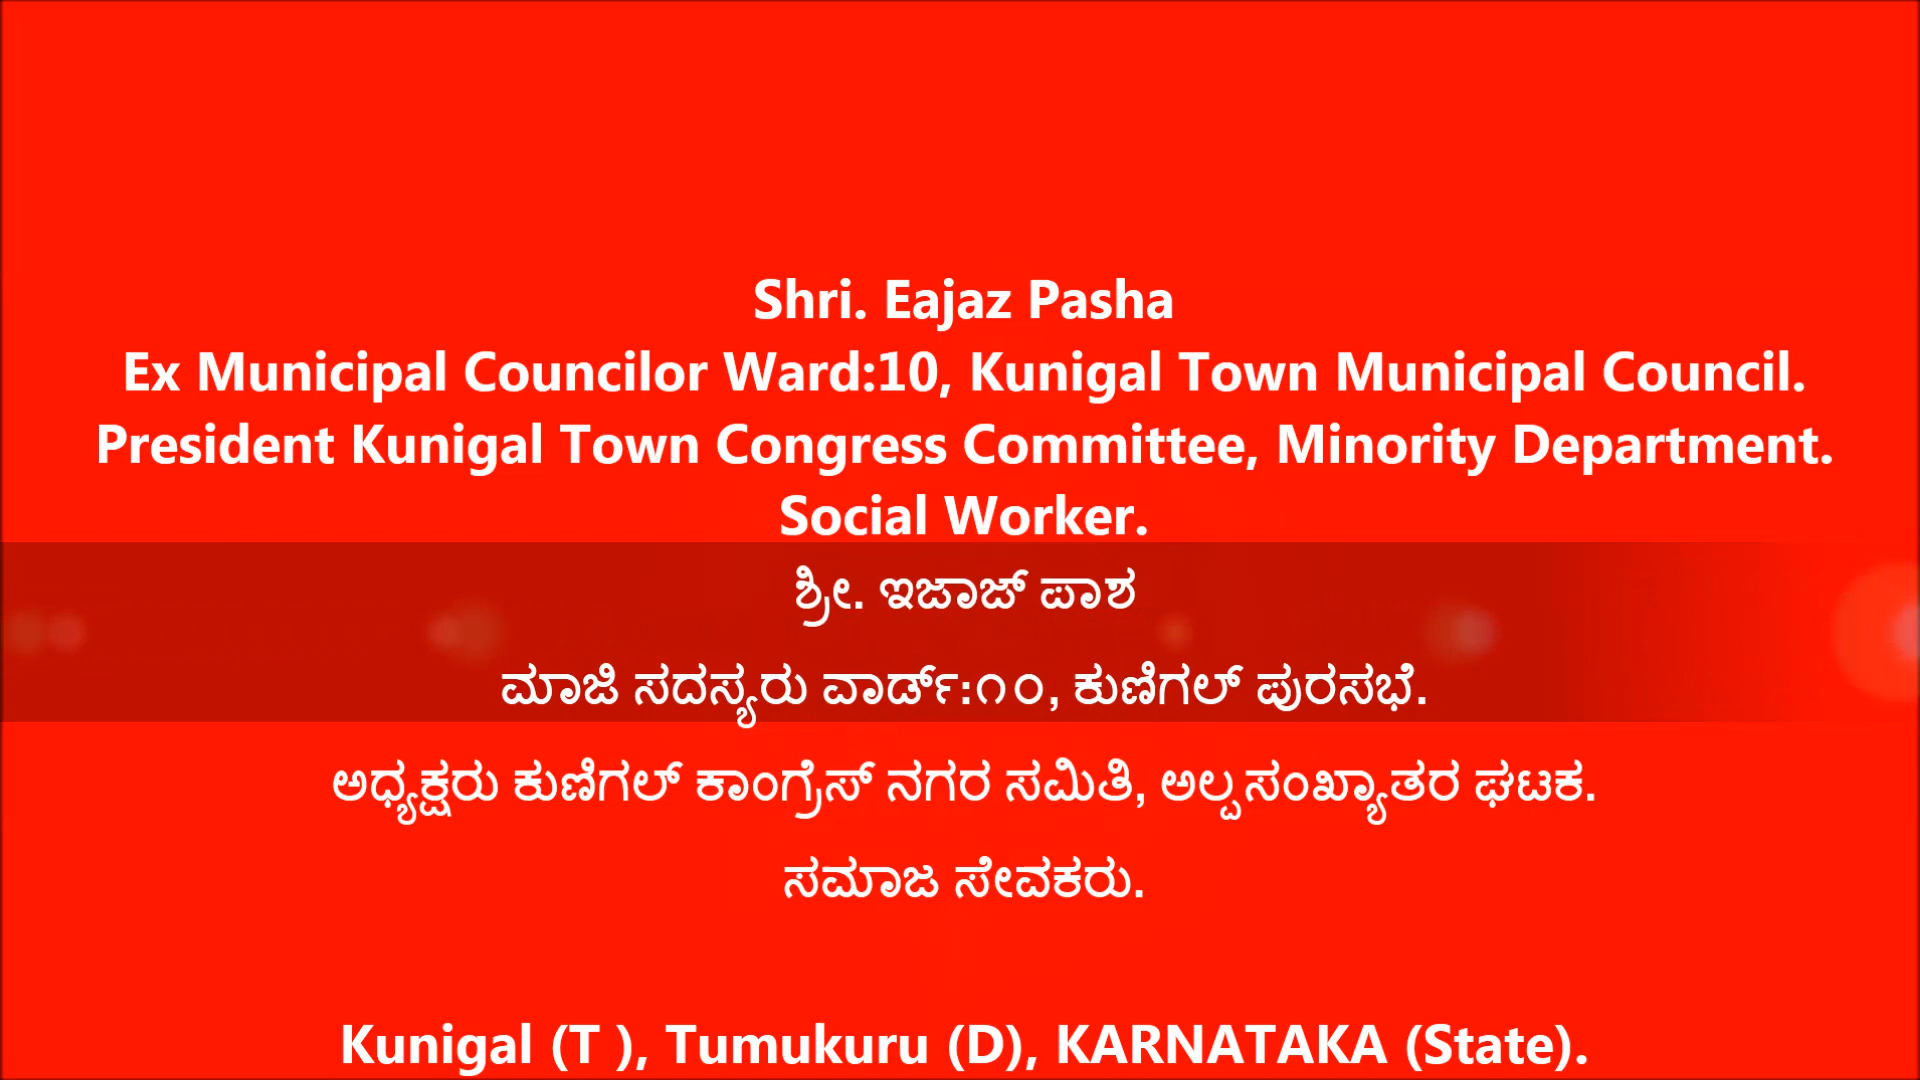 Shri. Eajaz Pasha
Ex Municipal Councilor Ward:10, Kunigal Town Municipal Council.
President Kunigal Town Congress Committee, Minority Department.
Social Worker.
ಶ್ರೀ. ಇಜಾಜ್ ಪಾಶ
ಮಾಜಿ ಸದಸ್ಯರು ವಾರ್ಡ್:೧೦, ಕುಣಿಗಲ್ ಪುರಸಭೆ.
ಅಧ್ಯಕ್ಷರು ಕುಣಿಗಲ್ ಕಾಂಗ್ರೆಸ್ ನಗರ ಸಮಿತಿ, ಅಲ್ಪಸಂಖ್ಯಾತರ ಘಟಕ.
ಸಮಾಜ ಸೇವಕರು.
Kunigal (T ), Tumukuru (D), KARNATAKA (State).